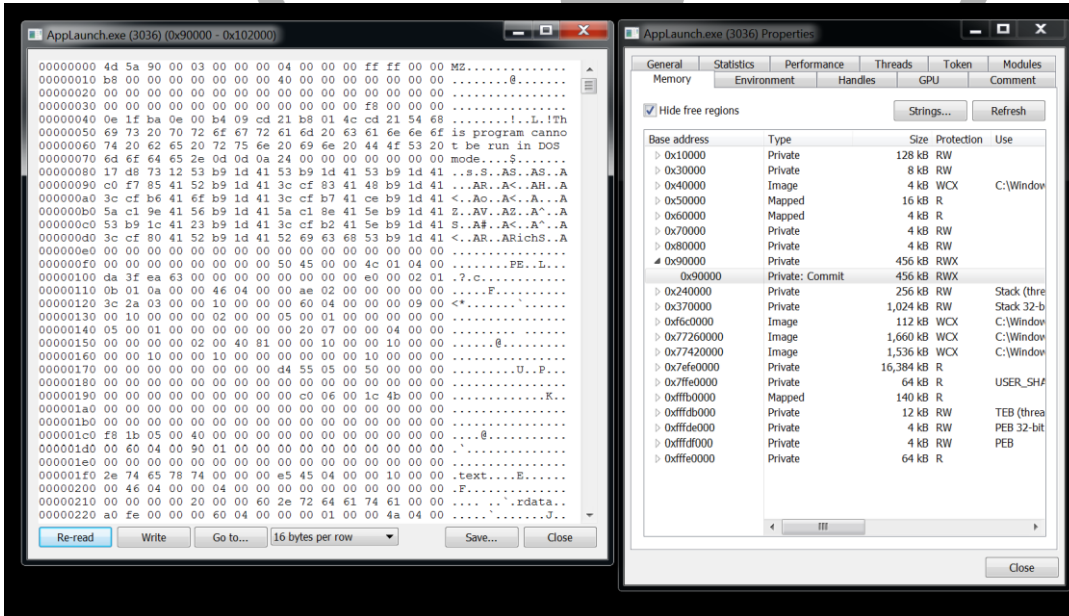 AppLaunch.exe (3036) (0x90000 - 0x102000)
00000000 4d 5a 90 00 03 00 00 00 04 00 00 00 ff ff 00 00 MZ..............
00000010 b8 00 00 00 00 00 00 00 40 00 00 00 00 00 00 00 ........@.......
00000020 00 00 00 00 00 00 00 00 00 00 00 00 00 00 00 00 ................
00000030 00 00 00 00 00 00 00 00 00 00 00 00 f8 00 00 00 ................
00000040 0e 1f ba 0e 00 b4 09 cd 21 b8 01 4c cd 21 54 68 ........!..L.!Th
00000050 69 73 20 70 72 6f 67 72 61 6d 20 63 61 6e 6e 6f is program canno
00000060 74 20 62 65 20 72 75 6e 20 69 6e 20 44 4f 53 20 t be run in DOS
00000070 6d 6f 64 65 2e 0d 0d 0a 24 00 00 00 00 00 00 00 mode....$.......
00000080 17 d8 73 12 53 b9 1d 41 53 b9 1d 41 53 b9 1d 41 ..s.S..AS..AS..A
00000090 c0 f7 85 41 52 b9 1d 41 3c cf 83 41 48 b9 1d 41 ...AR..A<..AH..A
000000a0 3c cf b6 41 6f b9 1d 41 3c cf b7 41 ce b9 1d 41 <..Ao..A<..A...A
000000b0 5a c1 9e 41 56 b9 1d 41 5a c1 8e 41 5e b9 1d 41 Z..AV..AZ..A^..A
000000c0 53 b9 1c 41 23 b9 1d 41 3c cf b2 41 5e b9 1d 41 S..A#..A<..A^..A
000000d0 3c cf 80 41 52 b9 1d 41 52 69 63 68 53 b9 1d 41 <..AR..ARichS..A
000000e0 00 00 00 00 00 00 00 00 00 00 00 00 00 00 00 00 ................
000000f0 00 00 00 00 00 00 00 00 50 45 00 00 4c 01 04 00 ........PE..L...
00000100 da 3f ea 63 00 00 00 00 00 00 00 00 e0 00 02 01 .?.c............
00000110 0b 01 0a 00 00 46 04 00 00 ae 02 00 00 00 00 00 .....F..........
00000120 3c 2a 03 00 00 10 00 00 00 60 04 00 00 00 09 00 <*.......`......
00000130 00 10 00 00 00 02 00 00 05 00 01 00 00 00 00 00 ................
00000140 05 00 01 00 00 00 00 00 00 20 07 00 00 04 00 00 ......... ......
00000150 00 00 00 00 02 00 40 81 00 00 10 00 00 10 00 00 ......@.........
00000160 00 00 10 00 00 10 00 00 00 00 00 00 10 00 00 00 ................
00000170 00 00 00 00 00 00 00 00 d4 55 05 00 50 00 00 00 .........U..P...
00000180 00 00 00 00 00 00 00 00 00 00 00 00 00 00 00 00 ................
00000190 00 00 00 00 00 00 00 00 00 c0 06 00 1c 4b 00 00 .............K..
000001a0 00 00 00 00 00 00 00 00 00 00 00 00 00 00 00 00 ................
000001b0 00 00 00 00 00 00 00 00 00 00 00 00 00 00 00 00 ................
000001c0 f8 1b 05 00 40 00 00 00 00 00 00 00 00 00 00 00 ....@...........
000001d0 00 60 04 00 90 01 00 00 00 00 00 00 00 00 00 00 .`..............
000001e0 00 00 00 00 00 00 00 00 00 00 00 00 00 00 00 00 ................
000001f0 2e 74 65 78 74 00 00 00 e5 45 04 00 00 10 00 00 .text....E......
00000200 00 46 04 00 00 04 00 00 00 00 00 00 00 00 00 00 .F..............
00000210 00 00 00 00 20 00 00 60 2e 72 64 61 74 61 00 00 .... ..`.rdata..
00000220 a0 fe 00 00 00 60 04 00 00 00 01 00 00 4a 04 00 .....`.......J..
Re-read Write Go to... 16 bytes per row Save... Close
AppLaunch.exe (3036) Properties
General Statistics Performance Threads Token Modules
Memory Environment Handles GPU Comment
Hide free regions Strings... Refresh
Base address Type Size Protection Use
0x10000 Private 128 kB RW
0x30000 Private 8 kB RW
0x40000 Image 4 kB WCX C:\Window
0x50000 Mapped 16 kB R
0x60000 Mapped 4 kB R
0x70000 Private 4 kB RW
0x80000 Private 4 kB RW
0x90000 Private 456 kB RWX
0x90000 Private: Commit 456 kB RWX
0x240000 Private 256 kB RW Stack (thre
0x370000 Private 1,024 kB RW Stack 32-b
0xf6c0000 Image 112 kB WCX C:\Window
0x77260000 Image 1,660 kB WCX C:\Window
0x77420000 Image 1,536 kB WCX C:\Window
0x7efe0000 Private 16,384 kB R
0x7ffe0000 Private 64 kB R USER_SHA
0xfffb0000 Mapped 140 kB R
0xfffdb000 Private 12 kB RW TEB (threa
0xfffde000 Private 4 kB RW PEB 32-bit
0xfffdf000 Private 4 kB RW PEB
0xfffe0000 Private 64 kB R
Close